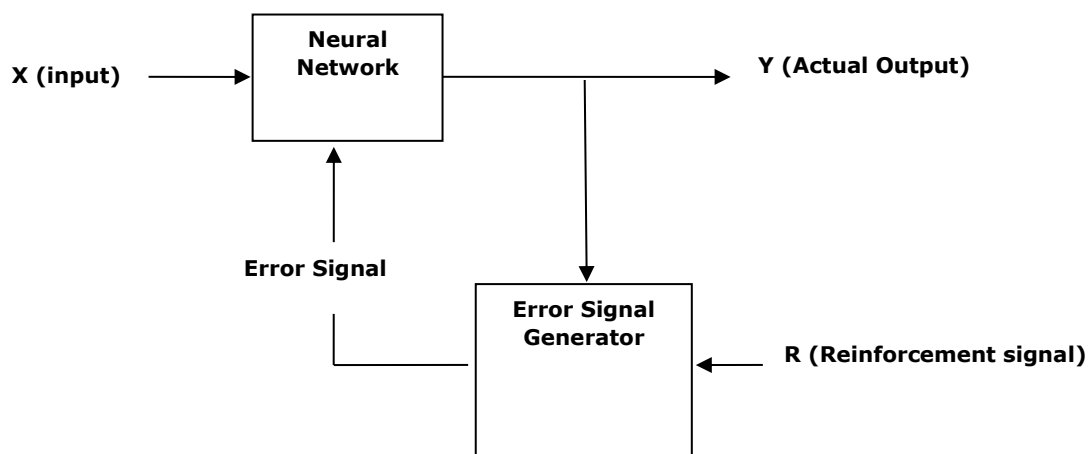 Neural
Network
X (input)
Y (Actual Output)
Error Signal
Error Signal
Generator
R (Reinforcement signal)